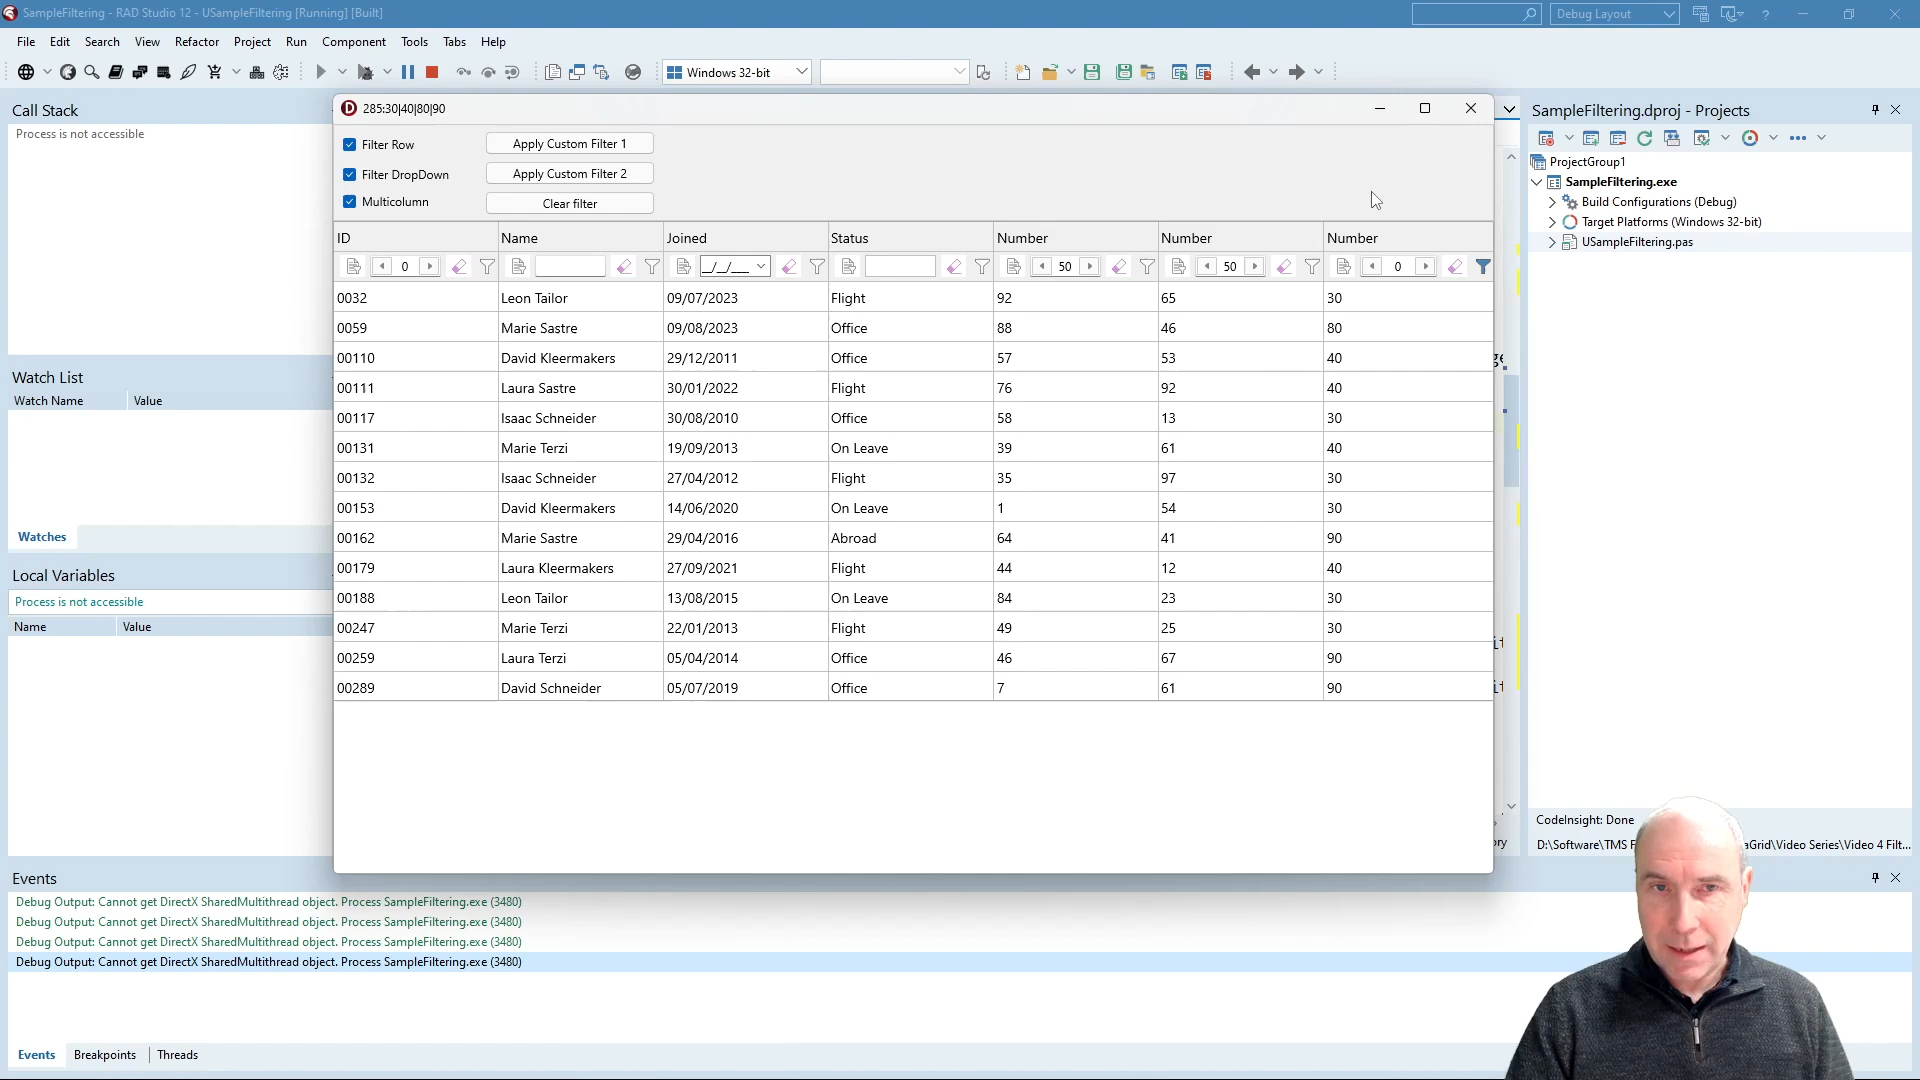 SampleFiltering - RAD Studio 12 - USampleFiltering [Running] [Built]
Debug Layout
File Edit Search View Refactor Project Run Component Tools Tabs Help
Windows 32-bit
Call Stack
Process is not accessible
Watch List
Watch Name Value
Watches
Local Variables
Process is not accessible
Name Value
285:30|40|80|90
Filter Row Apply Custom Filter 1
Filter DropDown Apply Custom Filter 2
Multicolumn Clear filter
ID Name Joined Status Number Number Number
0 __/__/___ 50 50 0
0032 Leon Tailor 09/07/2023 Flight 92 65 30
0059 Marie Sastre 09/08/2023 Office 88 46 80
00110 David Kleermakers 29/12/2011 Office 57 53 40
00111 Laura Sastre 30/01/2022 Flight 76 92 40
00117 Isaac Schneider 30/08/2010 Office 58 13 30
00131 Marie Terzi 19/09/2013 On Leave 39 61 40
00132 Isaac Schneider 27/04/2012 Flight 35 97 30
00153 David Kleermakers 14/06/2020 On Leave 1 54 30
00162 Marie Sastre 29/04/2016 Abroad 64 41 90
00179 Laura Kleermakers 27/09/2021 Flight 44 12 40
00188 Leon Tailor 13/08/2015 On Leave 84 23 30
00247 Marie Terzi 22/01/2013 Flight 49 25 30
00259 Laura Terzi 05/04/2014 Office 46 67 90
00289 David Schneider 05/07/2019 Office 7 61 90
SampleFiltering.dproj - Projects
ProjectGroup1
SampleFiltering.exe
Build Configurations (Debug)
Target Platforms (Windows 32-bit)
USampleFiltering.pas
CodeInsight: Done
D:\Software\TMS F aGrid\Video Series\Video 4 Filt...
Events
Debug Output: Cannot get DirectX SharedMultithread object. Process SampleFiltering.exe (3480)
Debug Output: Cannot get DirectX SharedMultithread object. Process SampleFiltering.exe (3480)
Debug Output: Cannot get DirectX SharedMultithread object. Process SampleFiltering.exe (3480)
Debug Output: Cannot get DirectX SharedMultithread object. Process SampleFiltering.exe (3480)
Events Breakpoints Threads